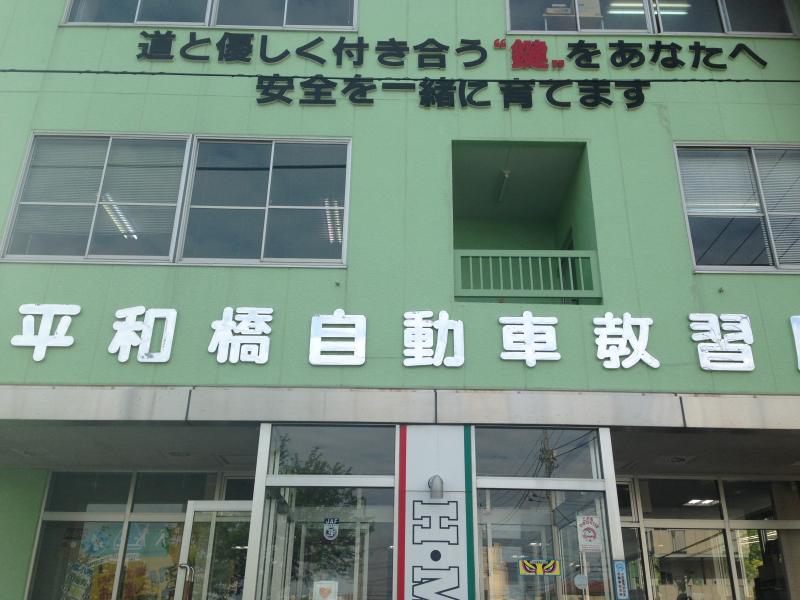 道と優しく付き合う“鍵„をあなたへ
安全を一緒に育てます
平和橋自動車教習
H・M
JAF